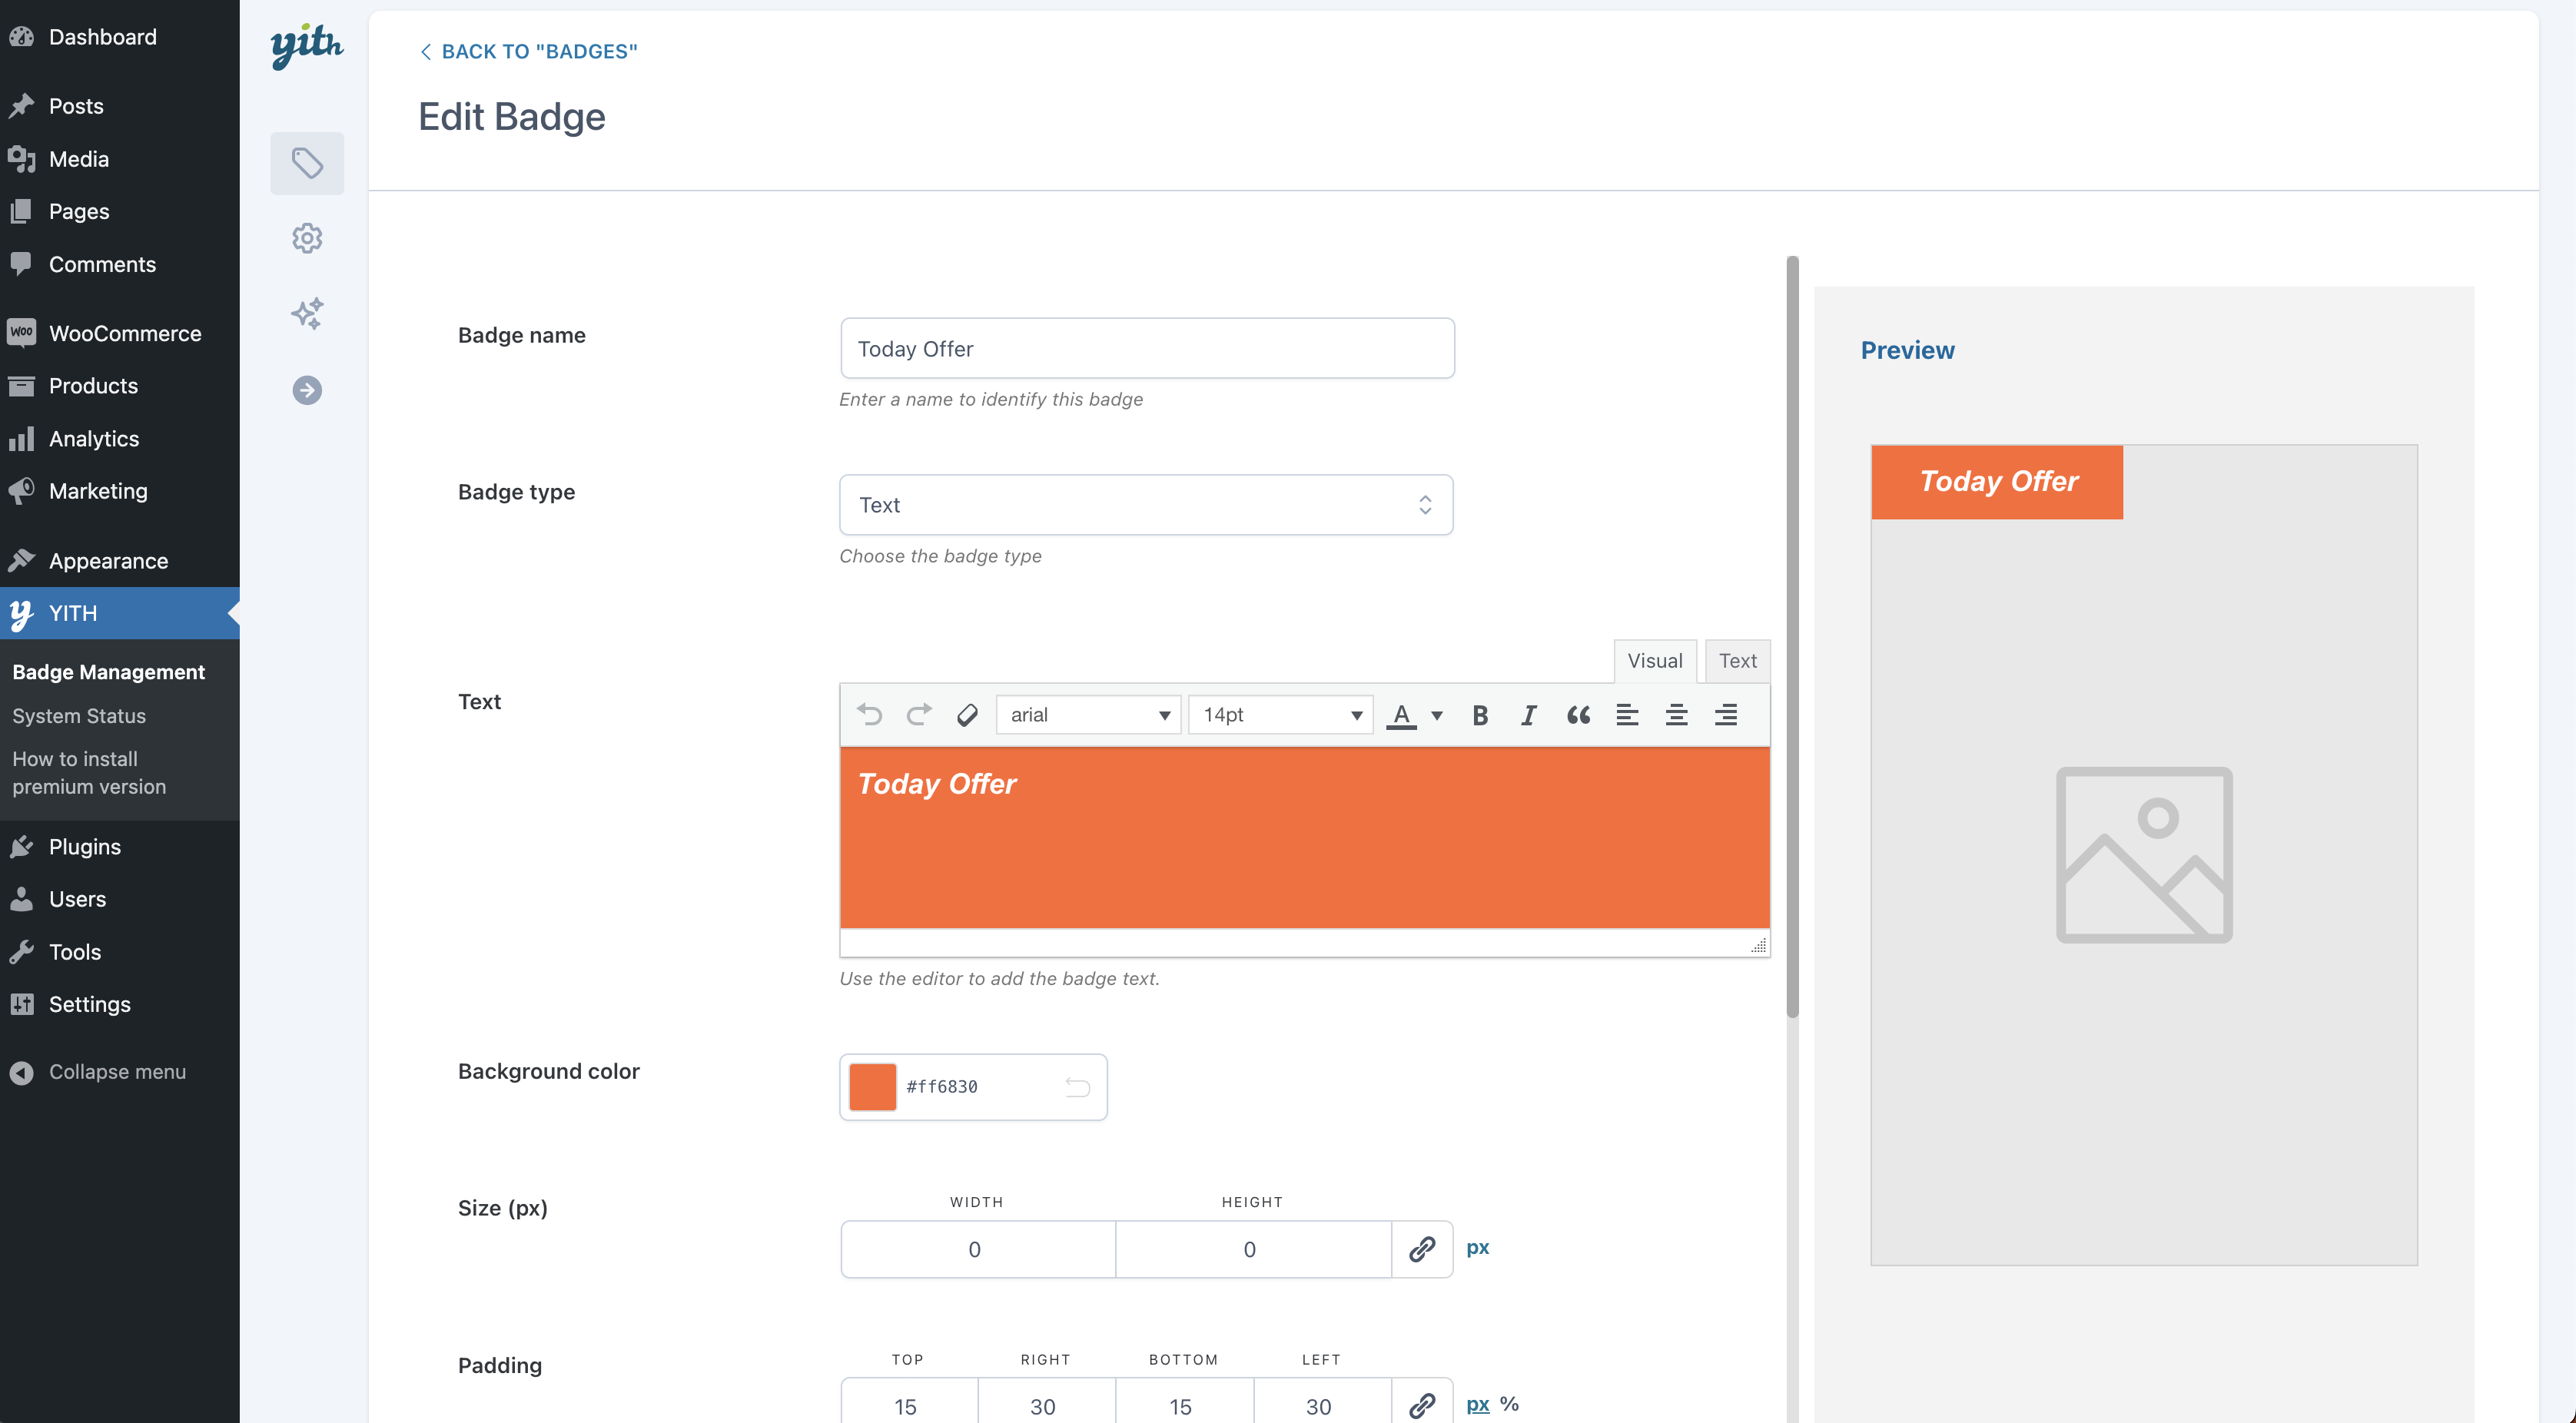 Dashboard
Posts
Media
Pages
Comments
Woo WooCommerce
Products
Analytics
Marketing
Appearance
y YITH
Badge Management
System Status
How to install
premium version
Plugins
Users
Tools
Settings
Collapse menu
yith
BACK TO "BADGES"
Edit Badge
Badge name
Today Offer
Enter a name to identify this badge
Badge type
Text
Choose the badge type
Visual Text
Text
arial 14pt A B I
Today Offer
Use the editor to add the badge text.
Background color
#ff6830
Size (px)
WIDTH HEIGHT
0 0 px
Padding
TOP RIGHT BOTTOM LEFT
15 30 15 30 px %
Preview
Today Offer